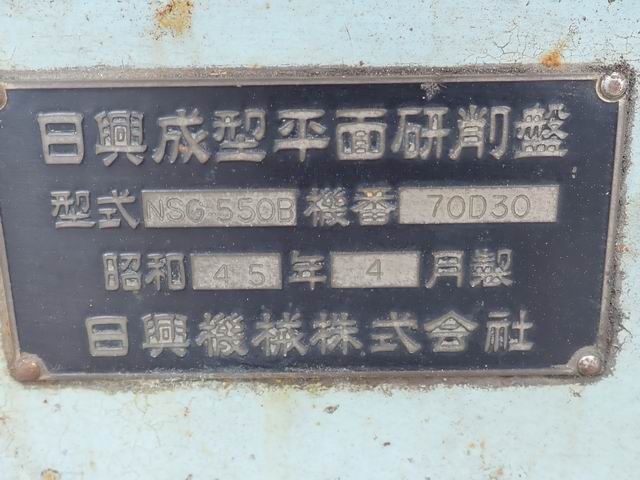 日興成型平面研削盤
型式 NSG-550B 機番 70D30
昭和 45 年 4 月製
日興機械株式会社